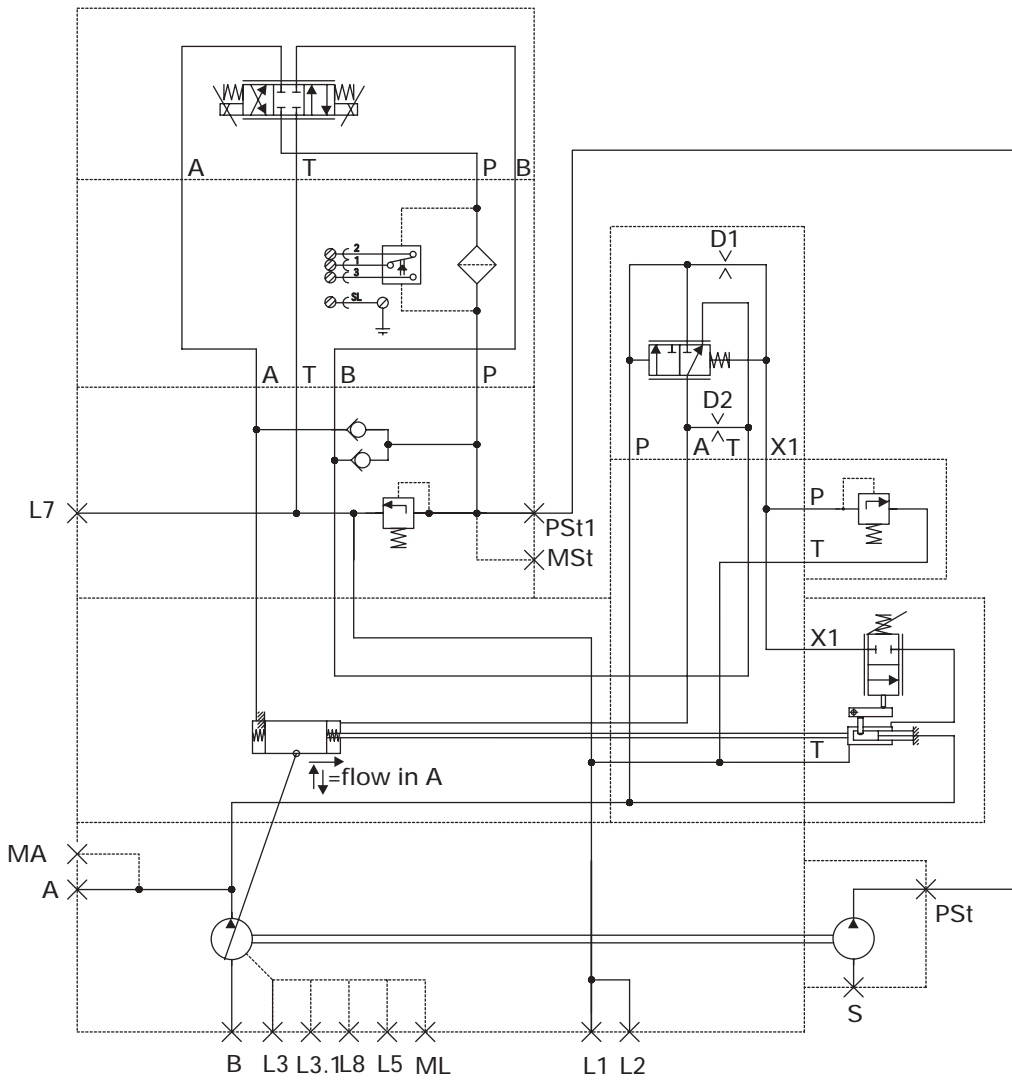 A T P B
D1
2
1
3
SL
A T B P
D2
P A T X1
L7
P
PSt1
T
MSt
X1
T
=flow in A
MA
A
PSt
S
B L3 L3.1 L8 L5 ML L1 L2